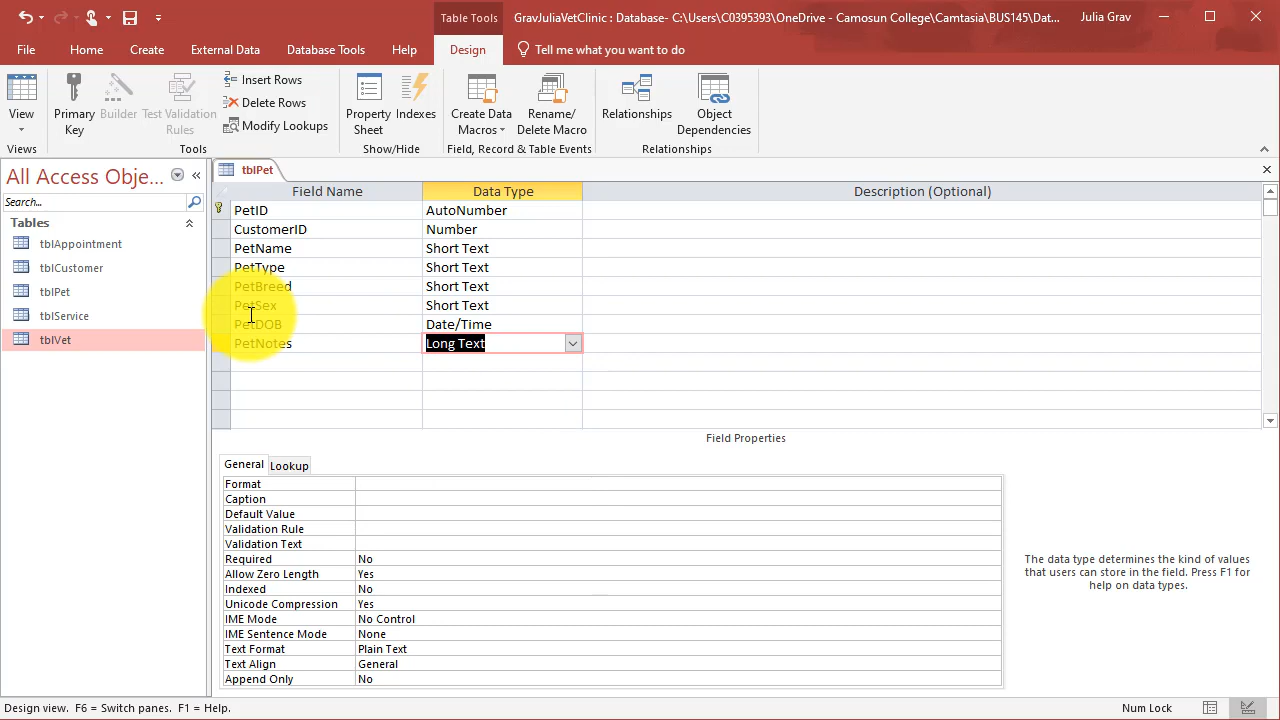 Table Tools
GravJuliaVetClinic : Database- C:\Users\C0395393\OneDrive - Camosun College\Camtasia\BUS145\Dat...
Julia Grav
File Home Create External Data Database Tools Help Design Tell me what you want to do
View
Views
Primary Key
Builder
Test Validation Rules
Insert Rows
Delete Rows
Modify Lookups
Tools
Property Sheet
Indexes
Show/Hide
Create Data Macros
Rename/ Delete Macro
Field, Record & Table Events
Relationships
Object Dependencies
Relationships
All Access Obje...
Search...
Tables
tblAppointment
tblCustomer
tblPet
tblService
tblVet
tblPet
Field Name Data Type Description (Optional)
PetID AutoNumber
CustomerID Number
PetName Short Text
PetType Short Text
PetBreed Short Text
PetSex Short Text
PetDOB Date/Time
PetNotes Long Text
Field Properties
General Lookup
Format
Caption
Default Value
Validation Rule
Validation Text
Required No
Allow Zero Length Yes
Indexed No
Unicode Compression Yes
IME Mode No Control
IME Sentence Mode None
Text Format Plain Text
Text Align General
Append Only No
The data type determines the kind of values
that users can store in the field. Press F1 for
help on data types.
Design view. F6 = Switch panes. F1 = Help.
Num Lock